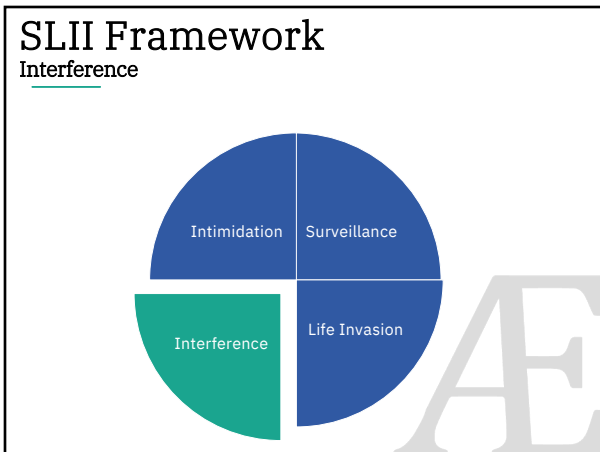 SLII Framework
Interference
Intimidation
Surveillance
Life Invasion
Interference
Æ